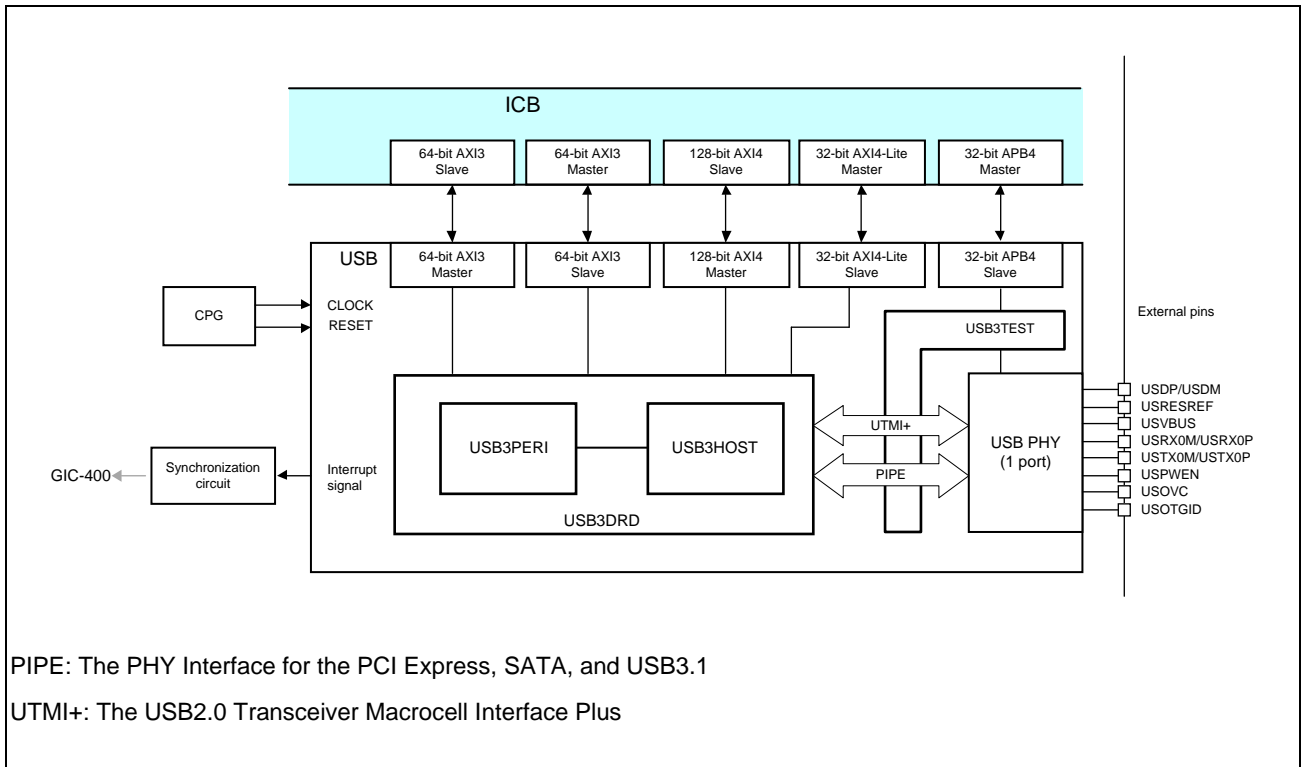 ICB
64-bit AXI3
Slave
64-bit AXI3
Master
128-bit AXI4
Slave
32-bit AXI4-Lite
Master
32-bit APB4
Master
USB
64-bit AXI3
Master
64-bit AXI3
Slave
128-bit AXI4
Master
32-bit AXI4-Lite
Slave
32-bit APB4
Slave
CPG
CLOCK
RESET
USB3TEST
External pins
USB3PERI
USB3HOST
USB3DRD
UTMI+
PIPE
USB PHY
(1 port)
USDP/USDM
USRESREF
USVBUS
USRX0M/USRX0P
USTX0M/USTX0P
USPWEN
USOVC
USOTGID
GIC-400
Synchronization
circuit
Interrupt
signal
PIPE: The PHY Interface for the PCI Express, SATA, and USB3.1
UTMI+: The USB2.0 Transceiver Macrocell Interface Plus